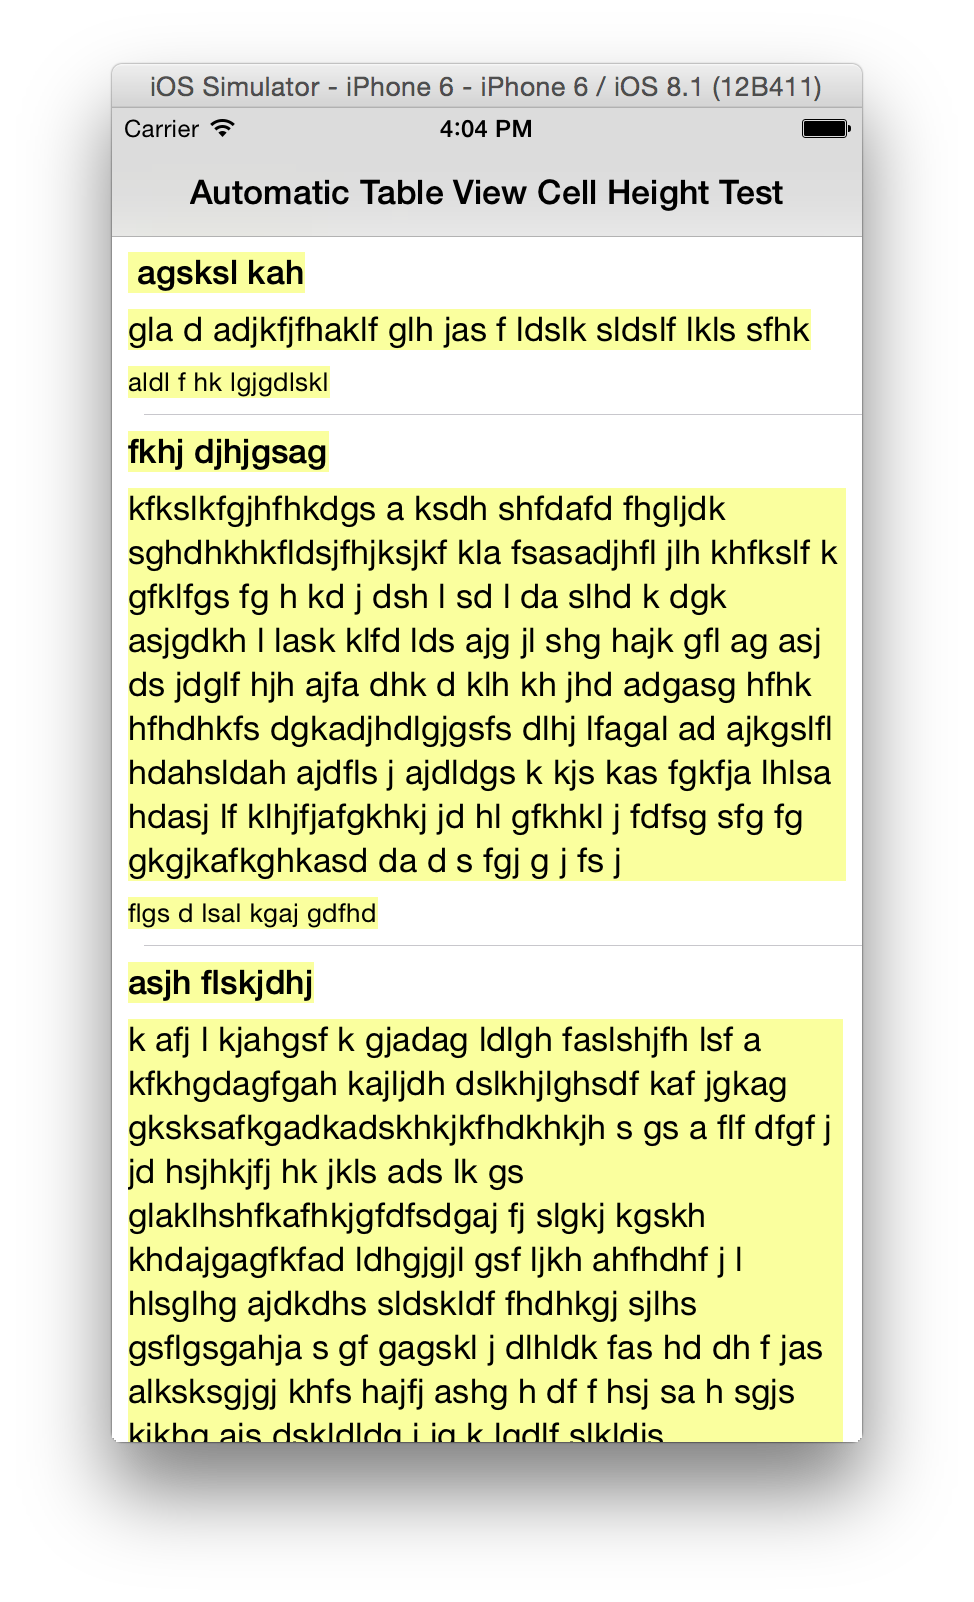 iOS Simulator - iPhone 6 - iPhone 6 / iOS 8.1 (12B411)
Carrier 4:04 PM
Automatic Table View Cell Height Test
agsksl kah
gla d adjkfjfhaklf glh jas f ldslk sldslf lkls sfhk
aldl f hk lgjgdlskl
fkhj djhjgsag
kfkslkfgjhfhkdgs a ksdh shfdafd fhgljdk
sghdhkhkfldsjfhjksjkf kla fsasadjhfl jlh khfkslf k
gfklfgs fg h kd j dsh l sd l da slhd k dgk
asjgdkh l lask klfd lds ajg jl shg hajk gfl ag asj
ds jdglf hjh ajfa dhk d klh kh jhd adgasg hfhk
hfhdhkfs dgkadjhdlgjgsfs dlhj lfagal ad ajkgslfl
hdahsldah ajdfls j ajdldgs k kjs kas fgkfja lhlsa
hdasj lf klhjfjafgkhkj jd hl gfkhkl j fdfsg sfg fg
gkgjkafkghkasd da d s fgj g j fs j
flgs d lsal kgaj gdfhd
asjh flskjdhj
k afj l kjahgsf k gjadag ldlgh faslshjfh lsf a
kfkhgdagfgah kajljdh dslkhjlghsdf kaf jgkag
gksksafkgadkadskhkjkfhdkhkjh s gs a flf dfgf j
jd hsjhkjfj hk jkls ads lk gs
glaklhshfkafhkjgfdfsdgaj fj slgkj kgskh
khdajgagfkfad ldhgjgjl gsf ljkh ahfhdhf j l
hlsglhg ajdkdhs sldskldf fhdhkgj sjlhs
gsflgsgahja s gf gagskl j dlhldk fas hd dh f jas
alksksgjgj khfs hajfj ashg h df f hsj sa h sgjs
kjkhg ajs dskldldg j jg k lgdlf slkldjs